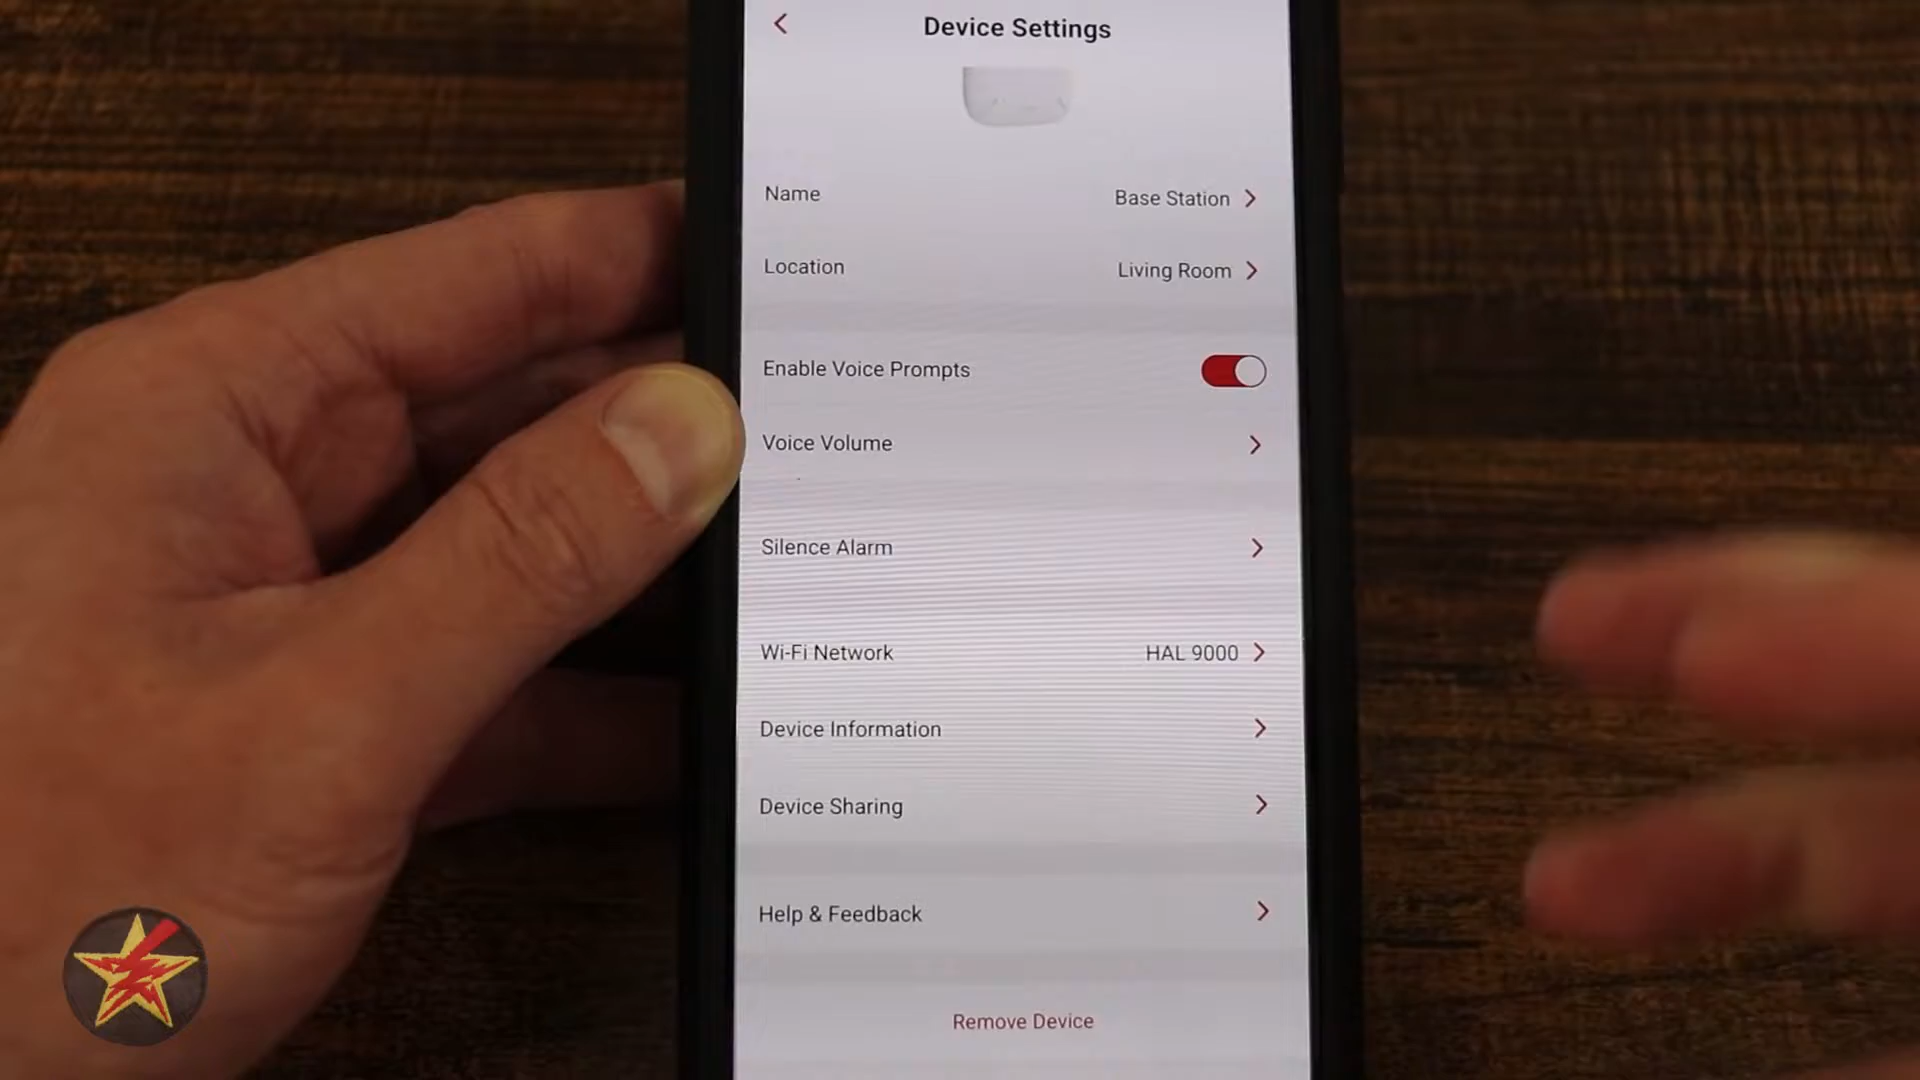 Device Settings
Name Base Station
Location Living Room
Enable Voice Prompts
Voice Volume
Silence Alarm
Wi-Fi Network HAL 9000
Device Information
Device Sharing
Help & Feedback
Remove Device